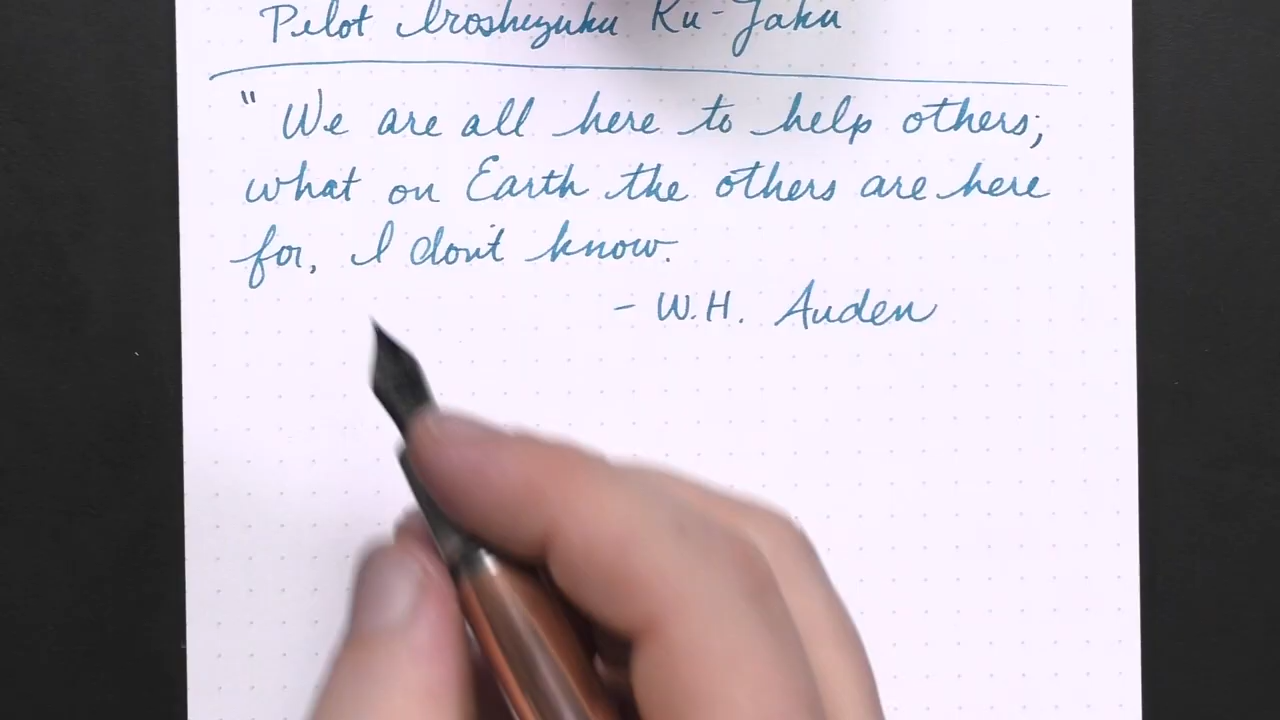 Pilot Iroshizuku Ku-Jaku
" We are all here to help others;
what on Earth the others are here
for, I don't know.
- W.H. Auden